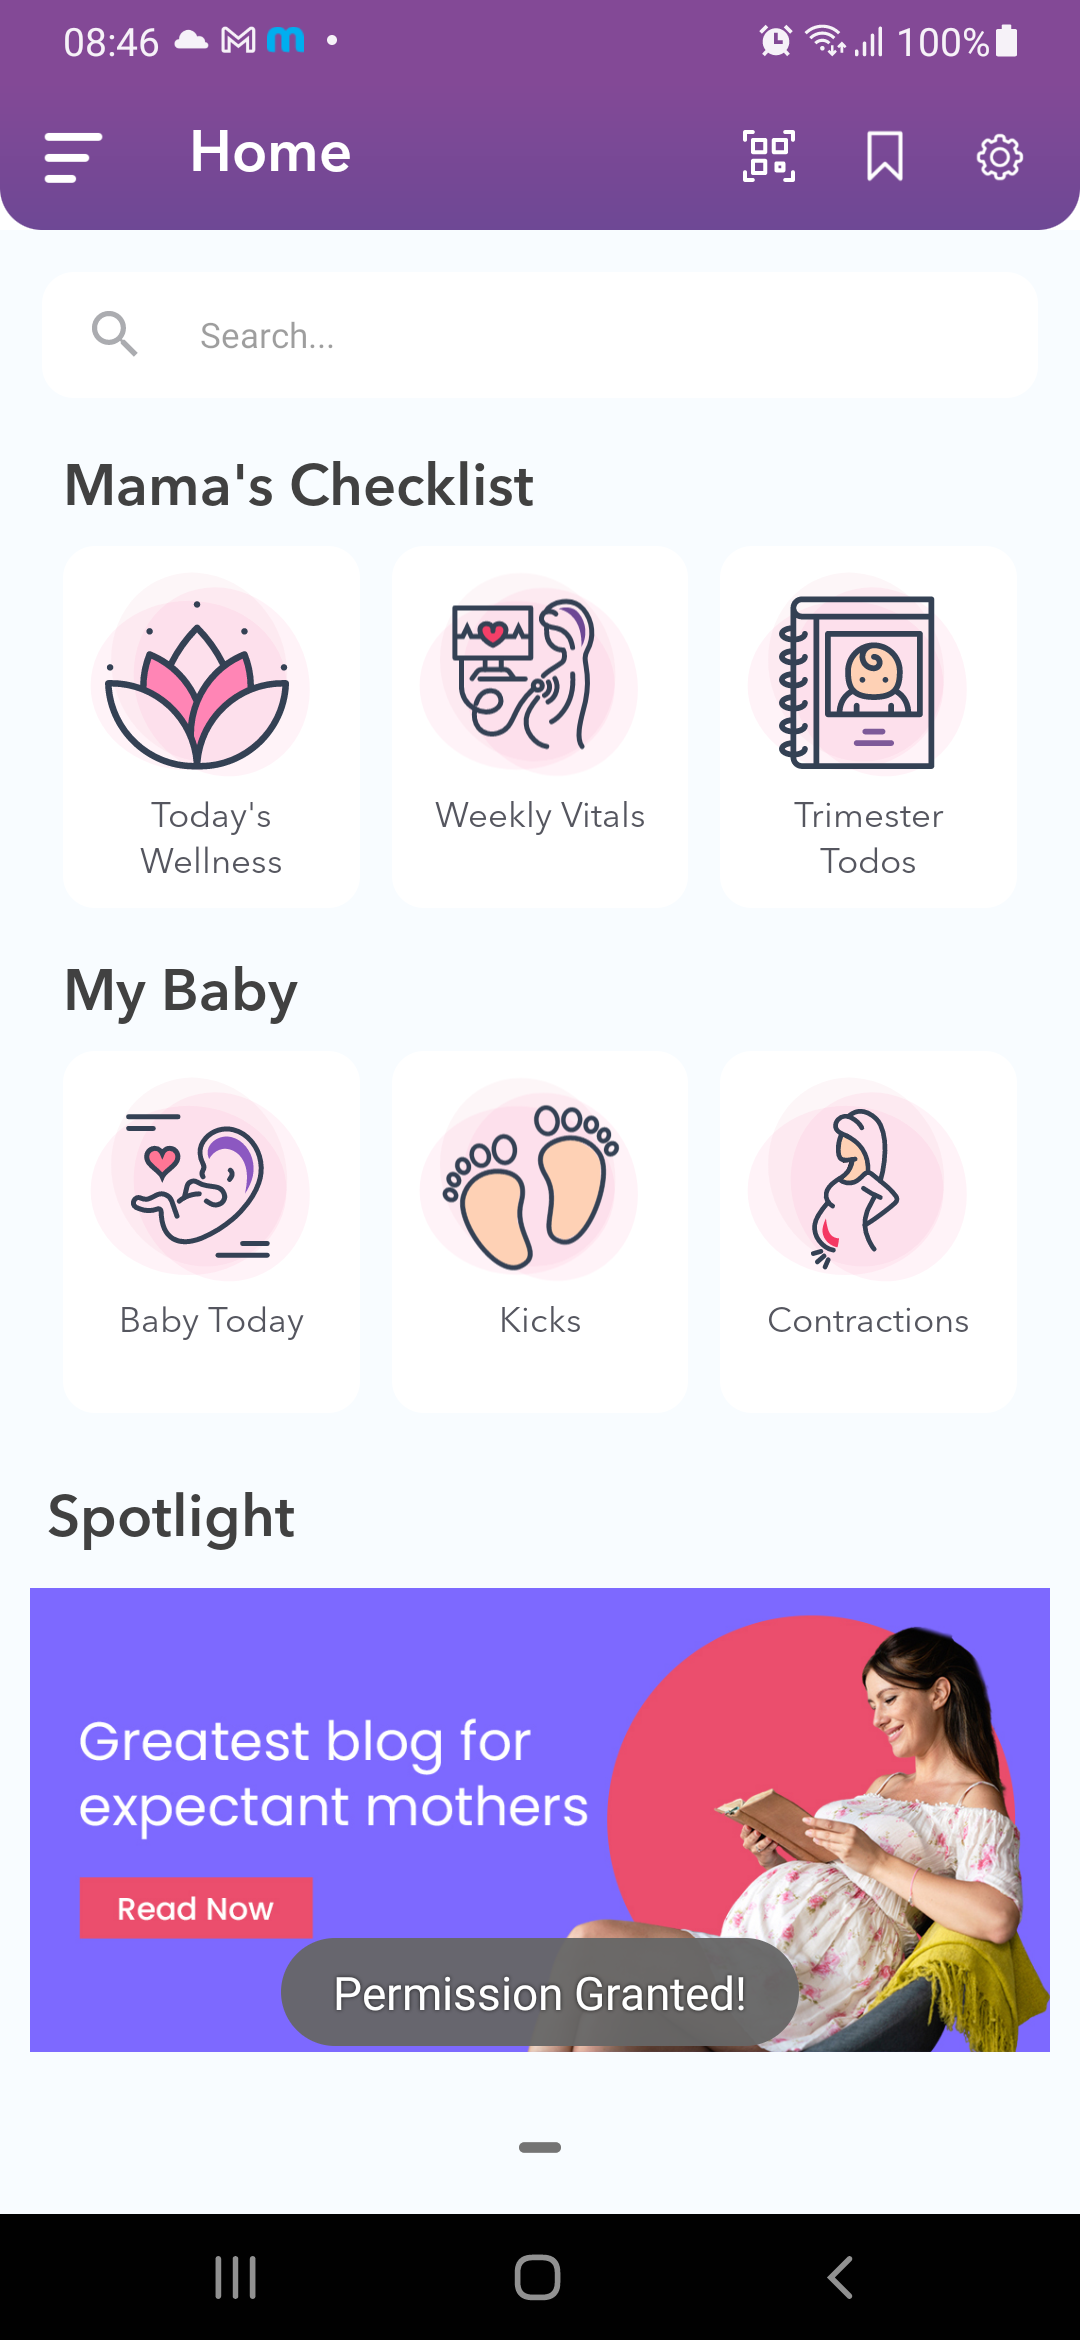 08:46
100%
Home
Search...
Mama's Checklist
Today's
Wellness
Weekly Vitals
Trimester
Todos
My Baby
Baby Today
Kicks
Contractions
Spotlight
Greatest blog for
expectant mothers
Read Now
Permission Granted!